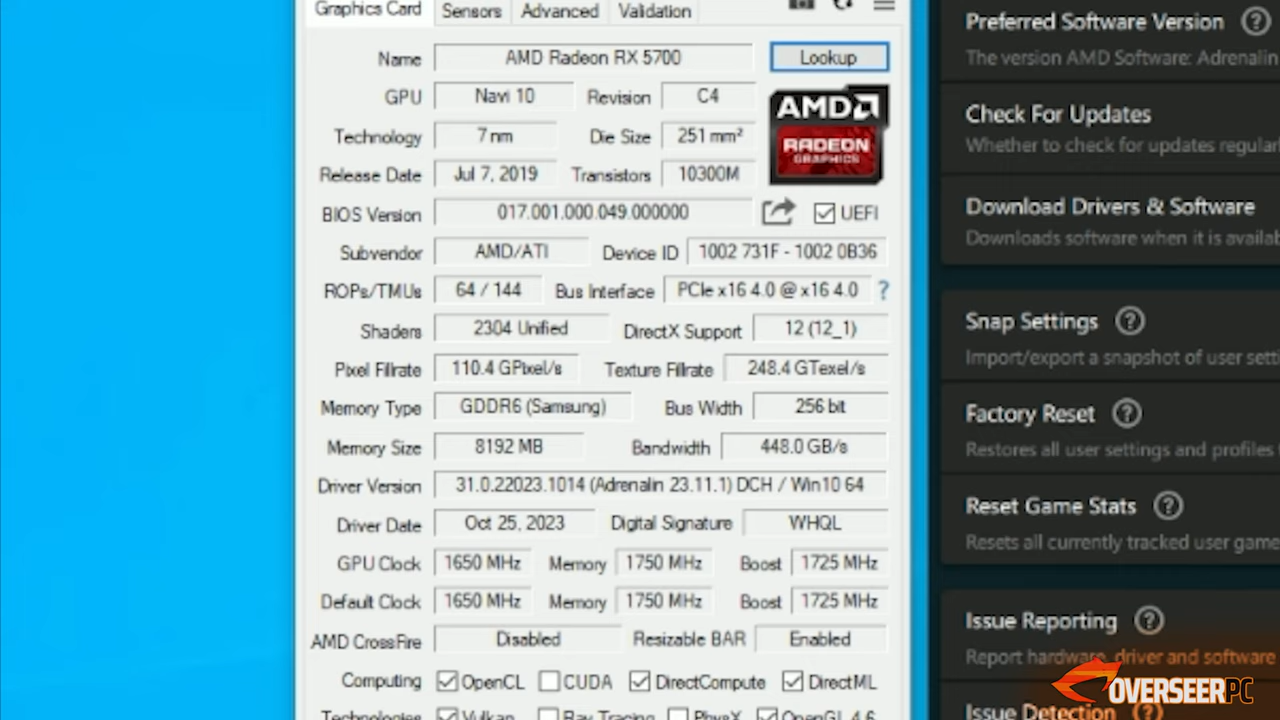 Graphics Card Sensors Advanced Validation
Name AMD Radeon RX 5700 Lookup
GPU Navi 10 Revision C4
AMD
RADEON
GRAPHICS
Technology 7 nm Die Size 251 mm²
Release Date Jul 7, 2019 Transistors 10300M
BIOS Version 017.001.000.049.000000 UEFI
Subvendor AMD/ATI Device ID 1002 731F - 1002 0B36
ROPs/TMUs 64 / 144 Bus Interface PCIe x16 4.0 @ x16 4.0 ?
Shaders 2304 Unified DirectX Support 12 (12_1)
Pixel Fillrate 110.4 GPixel/s Texture Fillrate 248.4 GTexel/s
Memory Type GDDR6 (Samsung) Bus Width 256 bit
Memory Size 8192 MB Bandwidth 448.0 GB/s
Driver Version 31.0.22023.1014 (Adrenalin 23.11.1) DCH / Win10 64
Driver Date Oct 25, 2023 Digital Signature WHQL
GPU Clock 1650 MHz Memory 1750 MHz Boost 1725 MHz
Default Clock 1650 MHz Memory 1750 MHz Boost 1725 MHz
AMD CrossFire Disabled Resizable BAR Enabled
Computing OpenCL CUDA DirectCompute DirectML
Technologies Vulkan Ray Tracing PhysX OpenGL 4.6
Preferred Software Version ?
The version AMD Software: Adrenalin
Check For Updates
Whether to check for updates regular
Download Drivers & Software
Downloads software when it is availab
Snap Settings ?
Import/export a snapshot of user sett
Factory Reset ?
Restores all user settings and profiles
Reset Game Stats ?
Resets all currently tracked user game
Issue Reporting ?
Report hardware, driver and software
Issue Detection ?
OVERSEERPC